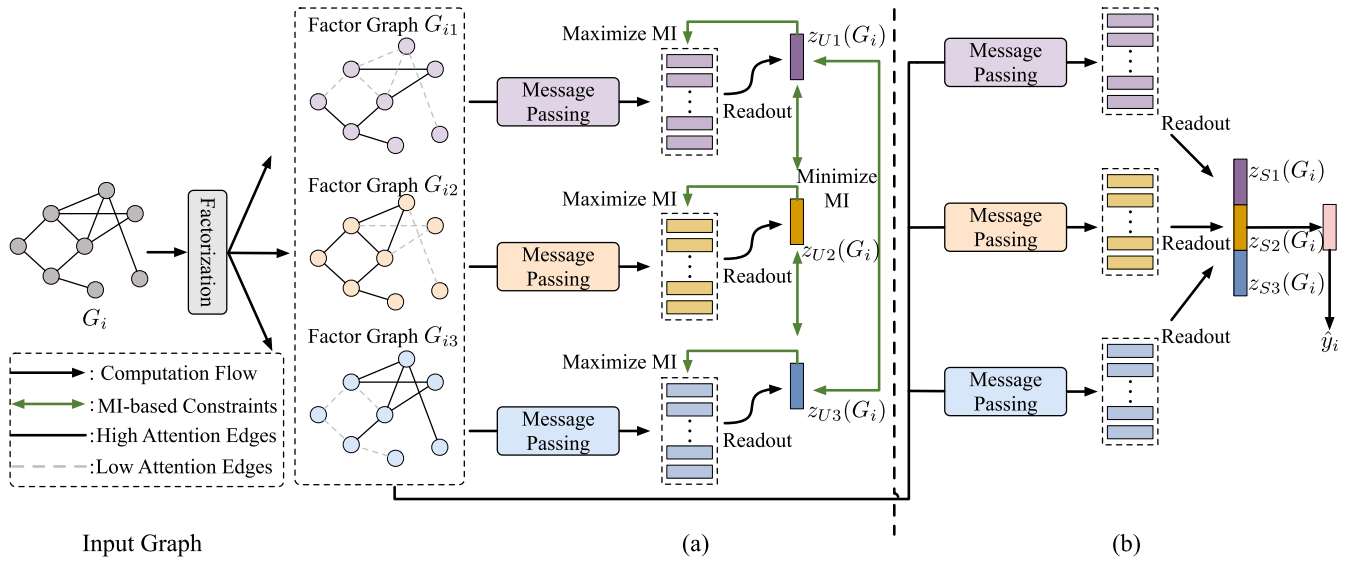 Input Graph
G_i
Factorization
→: Computation Flow
: MI-based Constraints
:High Attention Edges
:Low Attention Edges
Factor Graph G_{i1}
Factor Graph G_{i2}
Factor Graph G_{i3}
Message
Passing
Message
Passing
Message
Passing
Maximize MI
Readout
z_{U1}(G_i)
Minimize
MI
Maximize MI
Readout
z_{U2}(G_i)
Maximize MI
Readout
z_{U3}(G_i)
(a)
Message
Passing
Message
Passing
Message
Passing
Readout
Readout
Readout
z_{S1}(G_i)
z_{S2}(G_i)
z_{S3}(G_i)
ŷ_i
(b)